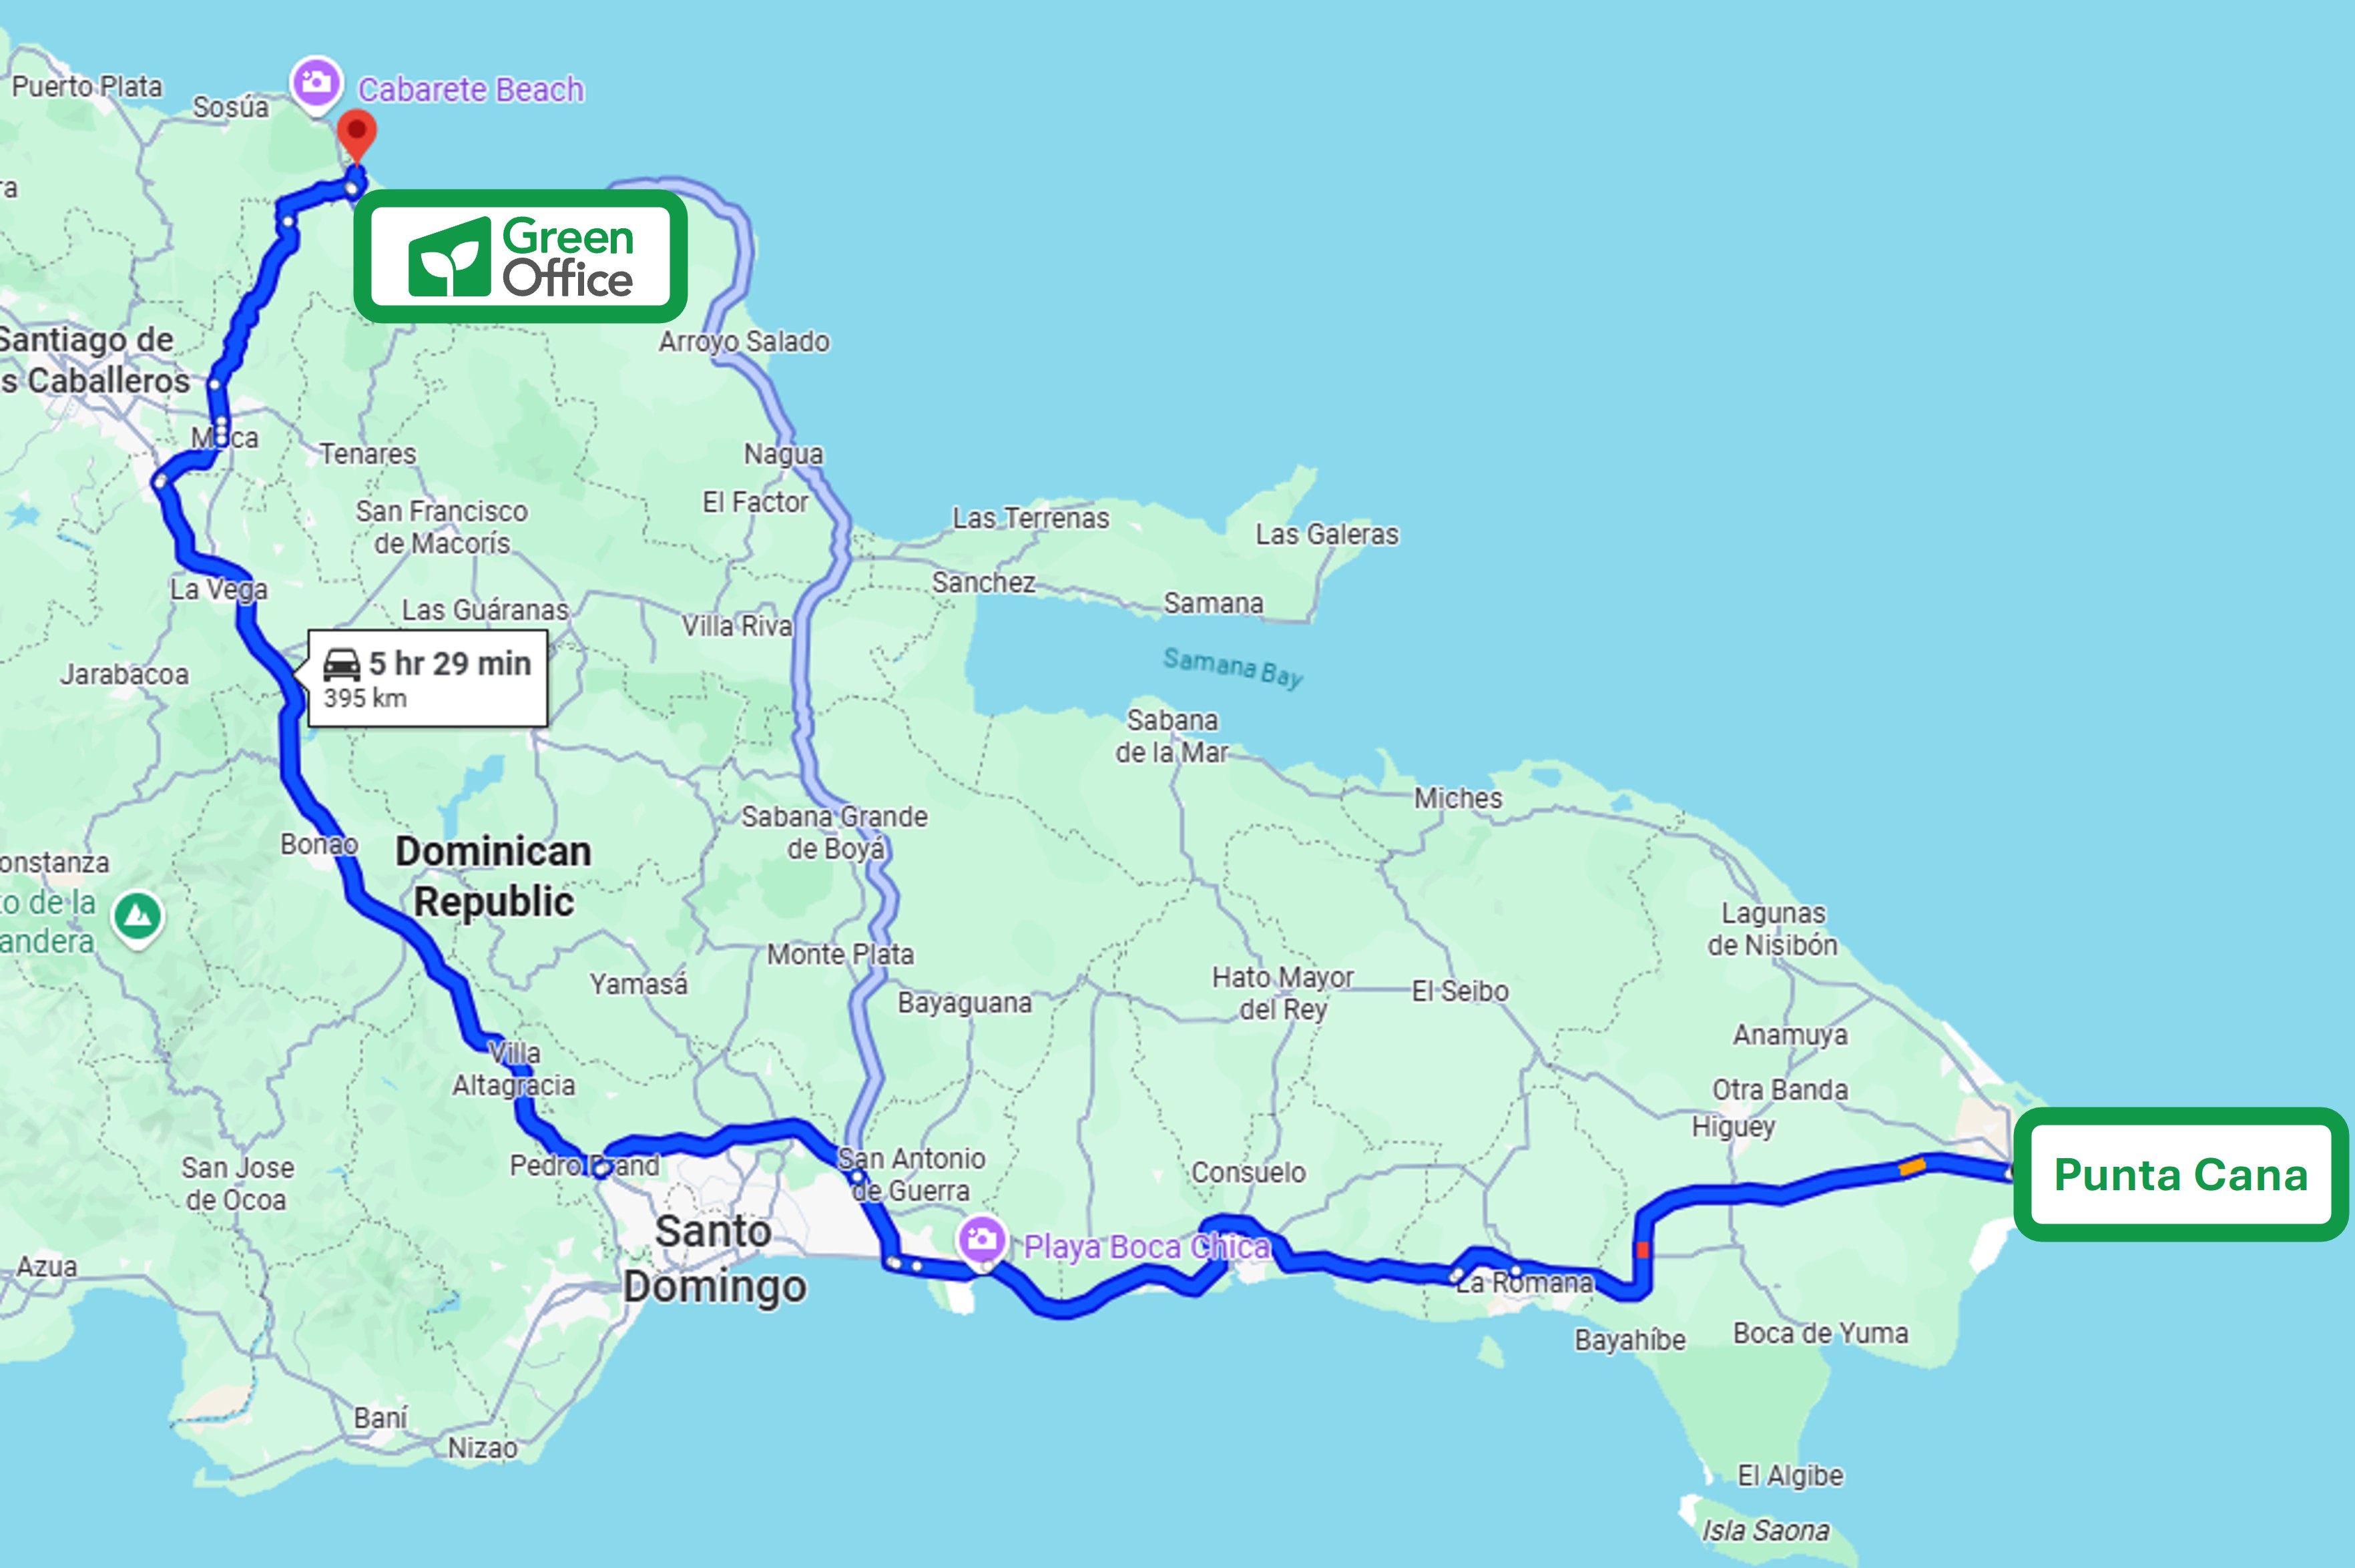 Puerto Plata
Sosúa
Cabarete Beach
ra
Green
Office
Santiago de
s Caballeros
Arroyo Salado
Moca
Tenares
Nagua
El Factor
San Francisco
de Macorís
Las Terrenas
Las Galeras
La Vega
Las Guáranas
Villa Riva
Sanchez
Samana
Jarabacoa
5 hr 29 min
395 km
Samana Bay
Sabana
de la Mar
Miches
Bonao
Dominican
Republic
Sabana Grande
de Boyá
onstanza
to de la
andera
Lagunas
de Nisibón
Yamasá
Monte Plata
Bayaguana
Hato Mayor
del Rey
El Seibo
Anamuya
Villa
Altagracia
Otra Banda
Higuey
Punta Cana
San Jose
de Ocoa
Pedro Brand
San Antonio
de Guerra
Consuelo
Santo
Domingo
Playa Boca Chica
Azua
La Romana
Bayahíbe
Boca de Yuma
Baní
Nizao
El Algibe
Isla Saona